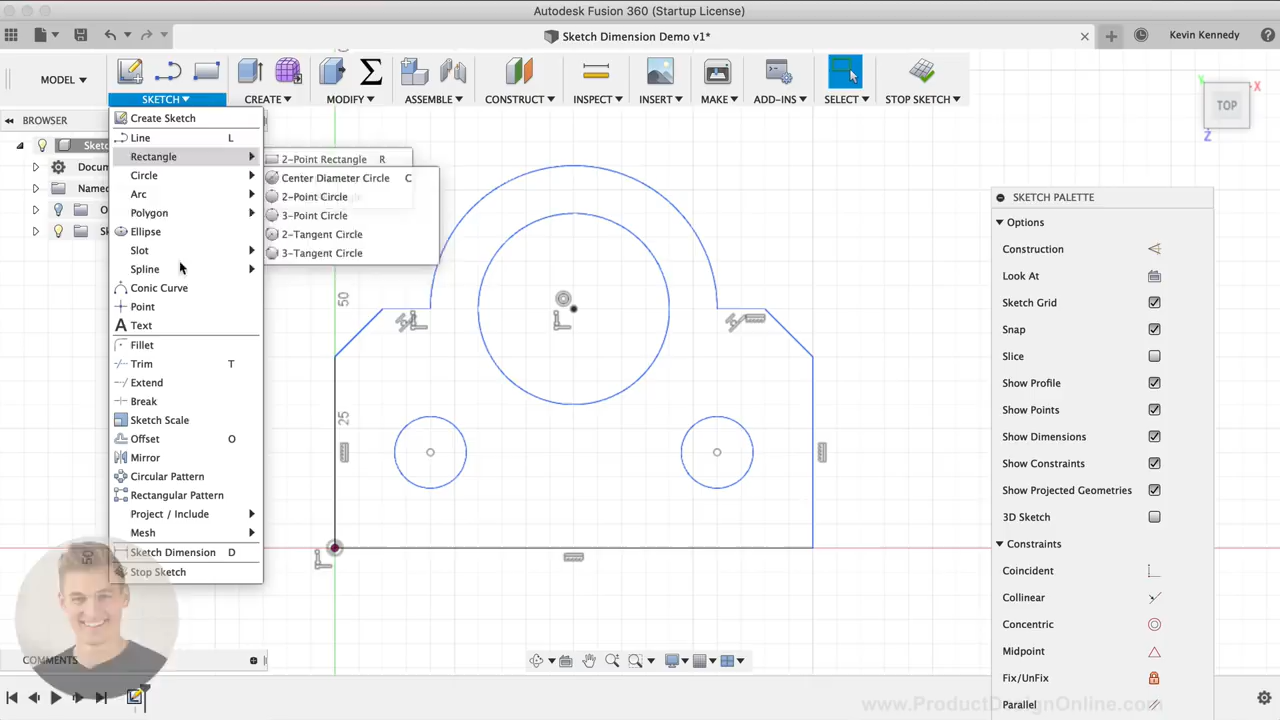 Autodesk Fusion 360 (Startup License)
Sketch Dimension Demo v1*
Kevin Kennedy
MODEL
SKETCH
CREATE
MODIFY
ASSEMBLE
CONSTRUCT
INSPECT
INSERT
MAKE
ADD-INS
SELECT
STOP SKETCH
BROWSER
TOP
X
Y
Z
Create Sketch
Line L
Rectangle
Circle
Arc
Polygon
Ellipse
Slot
Spline
Conic Curve
Point
Text
Fillet
Trim T
Extend
Break
Sketch Scale
Offset O
Mirror
Circular Pattern
Rectangular Pattern
Project / Include
Mesh
Sketch Dimension D
Stop Sketch
2-Point Rectangle R
Center Diameter Circle C
2-Point Circle
3-Point Circle
2-Tangent Circle
3-Tangent Circle
50
25
50
SKETCH PALETTE
Options
Construction
Look At
Sketch Grid
Snap
Slice
Show Profile
Show Points
Show Dimensions
Show Constraints
Show Projected Geometries
3D Sketch
Constraints
Coincident
Collinear
Concentric
Midpoint
Fix/UnFix
Parallel
COMMENTS
www.ProductDesignOnline.com